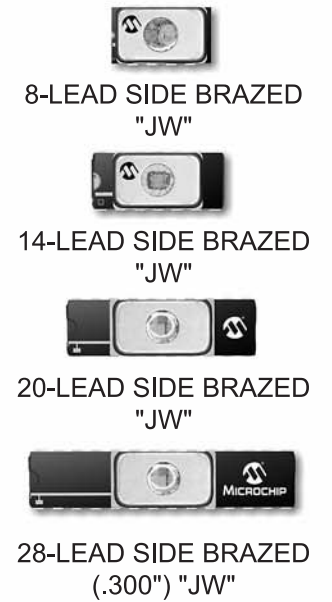 8-LEAD SIDE BRAZED
"JW"
14-LEAD SIDE BRAZED
"JW"
20-LEAD SIDE BRAZED
"JW"
MICROCHIP
28-LEAD SIDE BRAZED
(.300") "JW"